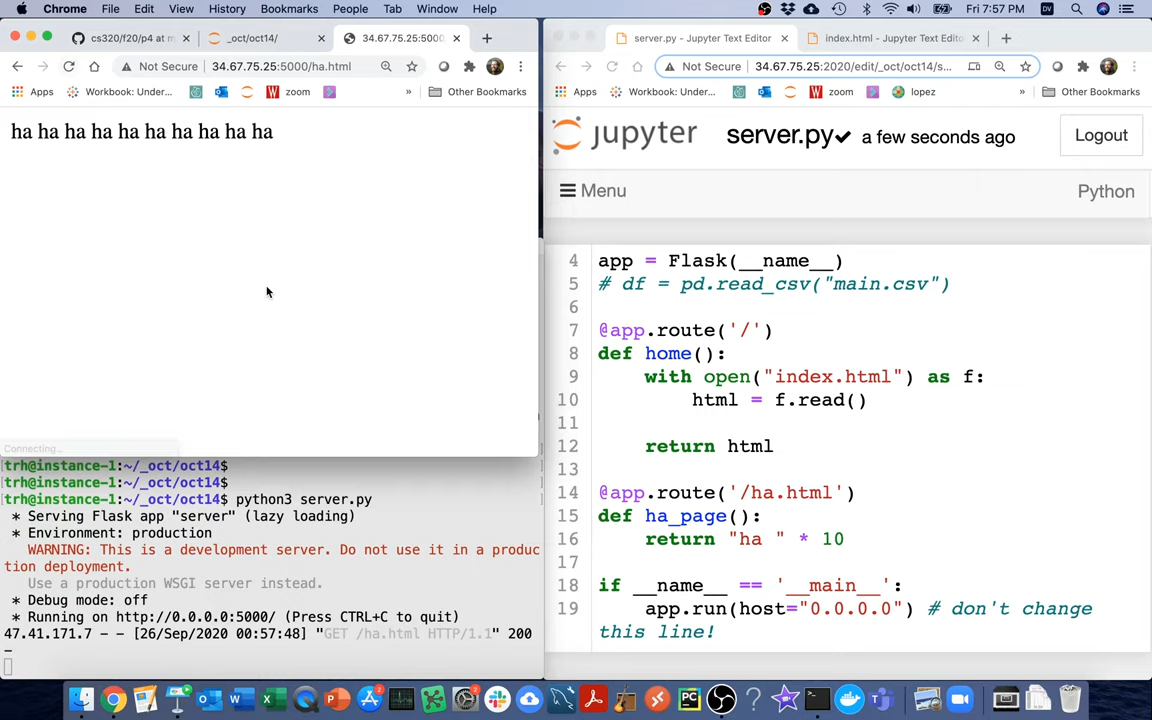 Chrome File Edit View History Bookmarks People Tab Window Help Fri 7:57 PM DV
cs320/f20/p4 at m
_oct/oct14/
34.67.75.25:5000
Not Secure 34.67.75.25:5000/ha.html
Apps Workbook: Under... zoom » Other Bookmarks
ha ha ha ha ha ha ha ha ha ha
Connecting...
trh@instance-1:~/_oct/oct14$
trh@instance-1:~/_oct/oct14$
trh@instance-1:~/_oct/oct14$ python3 server.py
* Serving Flask app "server" (lazy loading)
* Environment: production
WARNING: This is a development server. Do not use it in a produc
tion deployment.
Use a production WSGI server instead.
* Debug mode: off
* Running on http://0.0.0.0:5000/ (Press CTRL+C to quit)
47.41.171.7 - - [26/Sep/2020 00:57:48] "GET /ha.html HTTP/1.1" 200
-
server.py - Jupyter Text Editor
index.html - Jupyter Text Edito
Not Secure 34.67.75.25:2020/edit/_oct/oct14/s...
Apps Workbook: Under... zoom lopez » Other Bookmarks
jupyter server.py a few seconds ago Logout
Menu Python
4 app = Flask(__name__)
5 # df = pd.read_csv("main.csv")
6
7 @app.route('/')
8 def home():
9 with open("index.html") as f:
10 html = f.read()
11
12 return html
13
14 @app.route('/ha.html')
15 def ha_page():
16 return "ha " * 10
17
18 if __name__ == '__main__':
19 app.run(host="0.0.0.0") # don't change
this line!